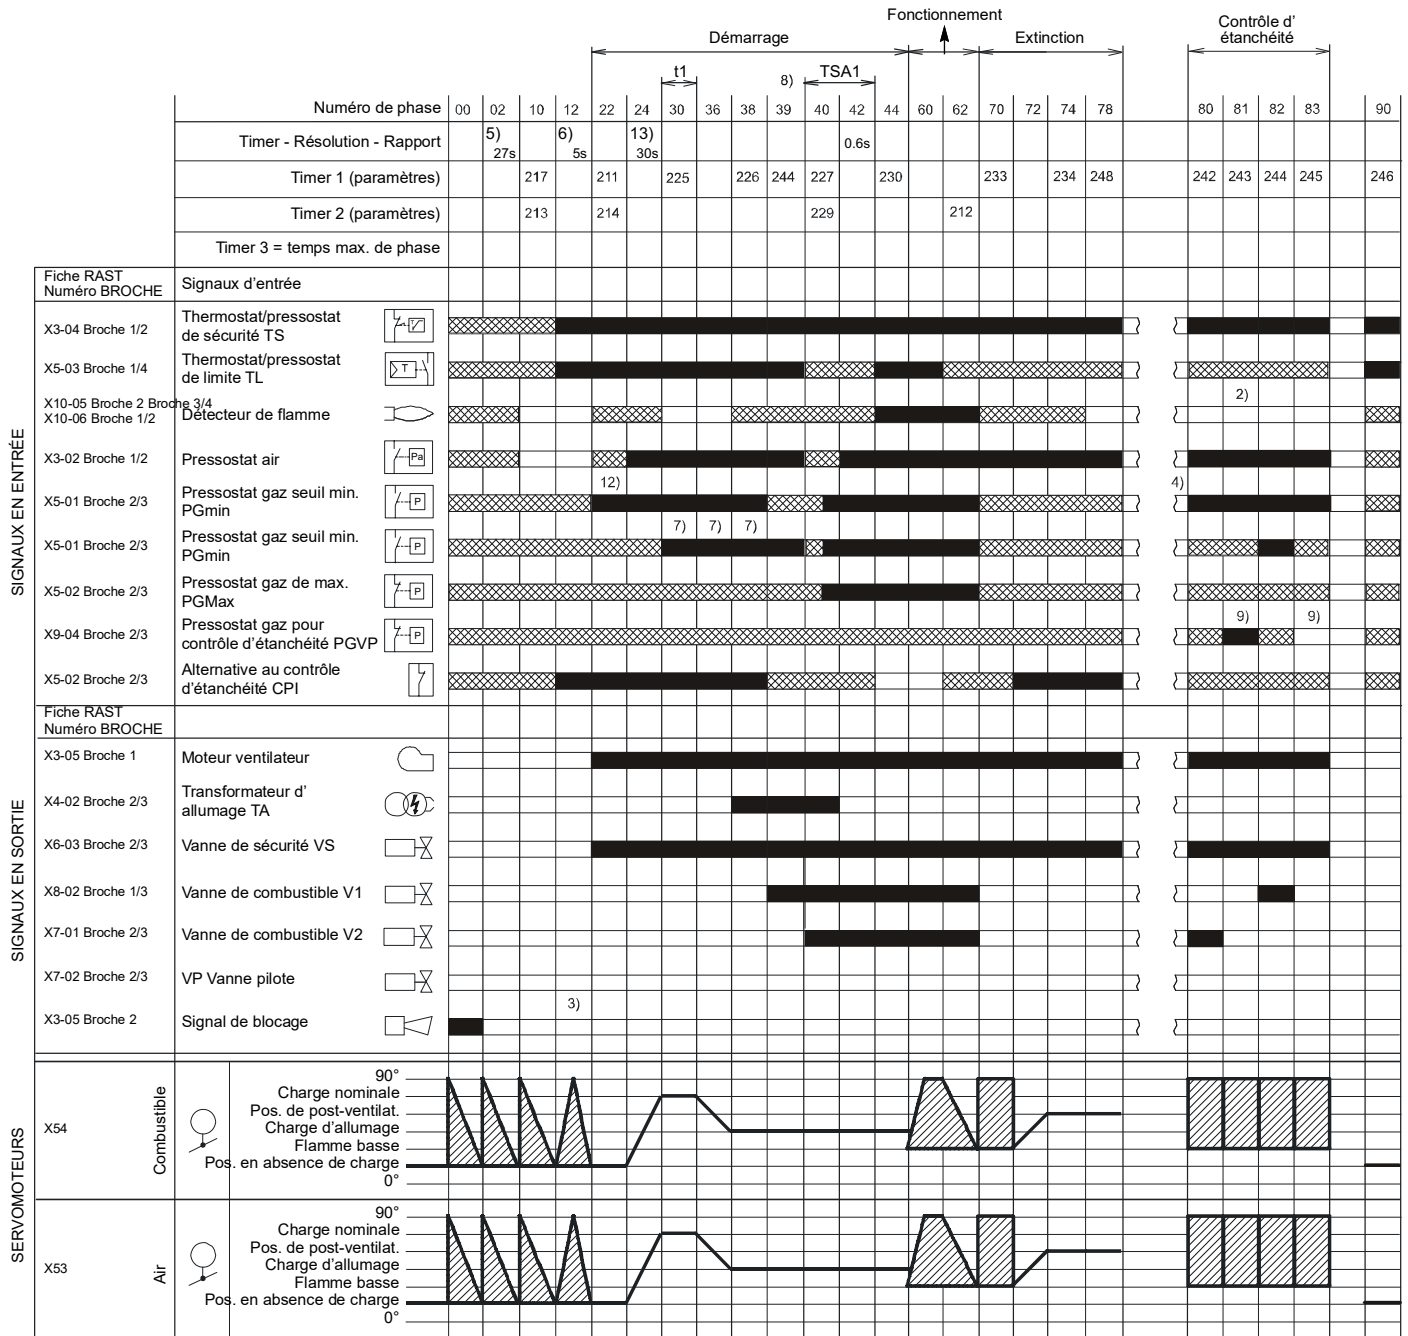 Fonctionnement
Démarrage
Extinction
Contrôle d'
étanchéité
t1
8)
TSA1
Numéro de phase 00 02 10 12 22 24 30 36 38 39 40 42 44 60 62 70 72 74 78 80 81 82 83 90
Timer - Résolution - Rapport 5) 27s 6) 5s 13) 30s 0.6s
Timer 1 (paramètres) 217 211 225 226 244 227 230 233 234 248 242 243 244 245 246
Timer 2 (paramètres) 213 214 229 212
Timer 3 = temps max. de phase
SIGNAUX EN ENTRÉE
Fiche RAST
Numéro BROCHE
Signaux d'entrée
X3-04 Broche 1/2
Thermostat/pressostat
de sécurité TS
X5-03 Broche 1/4
Thermostat/pressostat
de limite TL
T
2)
X10-05 Broche 2 Broche 3/4
X10-06 Broche 1/2
Détecteur de flamme
X3-02 Broche 1/2
Pressostat air
Pa
12)
4)
X5-01 Broche 2/3
Pressostat gaz seuil min.
PGmin
P
7) 7) 7)
X5-01 Broche 2/3
Pressostat gaz seuil min.
PGmin
P
X5-02 Broche 2/3
Pressostat gaz de max.
PGMax
P
9) 9)
X9-04 Broche 2/3
Pressostat gaz pour
contrôle d'étanchéité PGVP
P
X5-02 Broche 2/3
Alternative au contrôle
d'étanchéité CPI
SIGNAUX EN SORTIE
Fiche RAST
Numéro BROCHE
X3-05 Broche 1
Moteur ventilateur
X4-02 Broche 2/3
Transformateur d'
allumage TA
X6-03 Broche 2/3
Vanne de sécurité VS
X8-02 Broche 1/3
Vanne de combustible V1
X7-01 Broche 2/3
Vanne de combustible V2
X7-02 Broche 2/3
VP Vanne pilote
3)
X3-05 Broche 2
Signal de blocage
SERVOMOTEURS
X54
Combustible
90°
Charge nominale
Pos. de post-ventilat.
Charge d'allumage
Flamme basse
Pos. en absence de charge
0°
X53
Air
90°
Charge nominale
Pos. de post-ventilat.
Charge d'allumage
Flamme basse
Pos. en absence de charge
0°